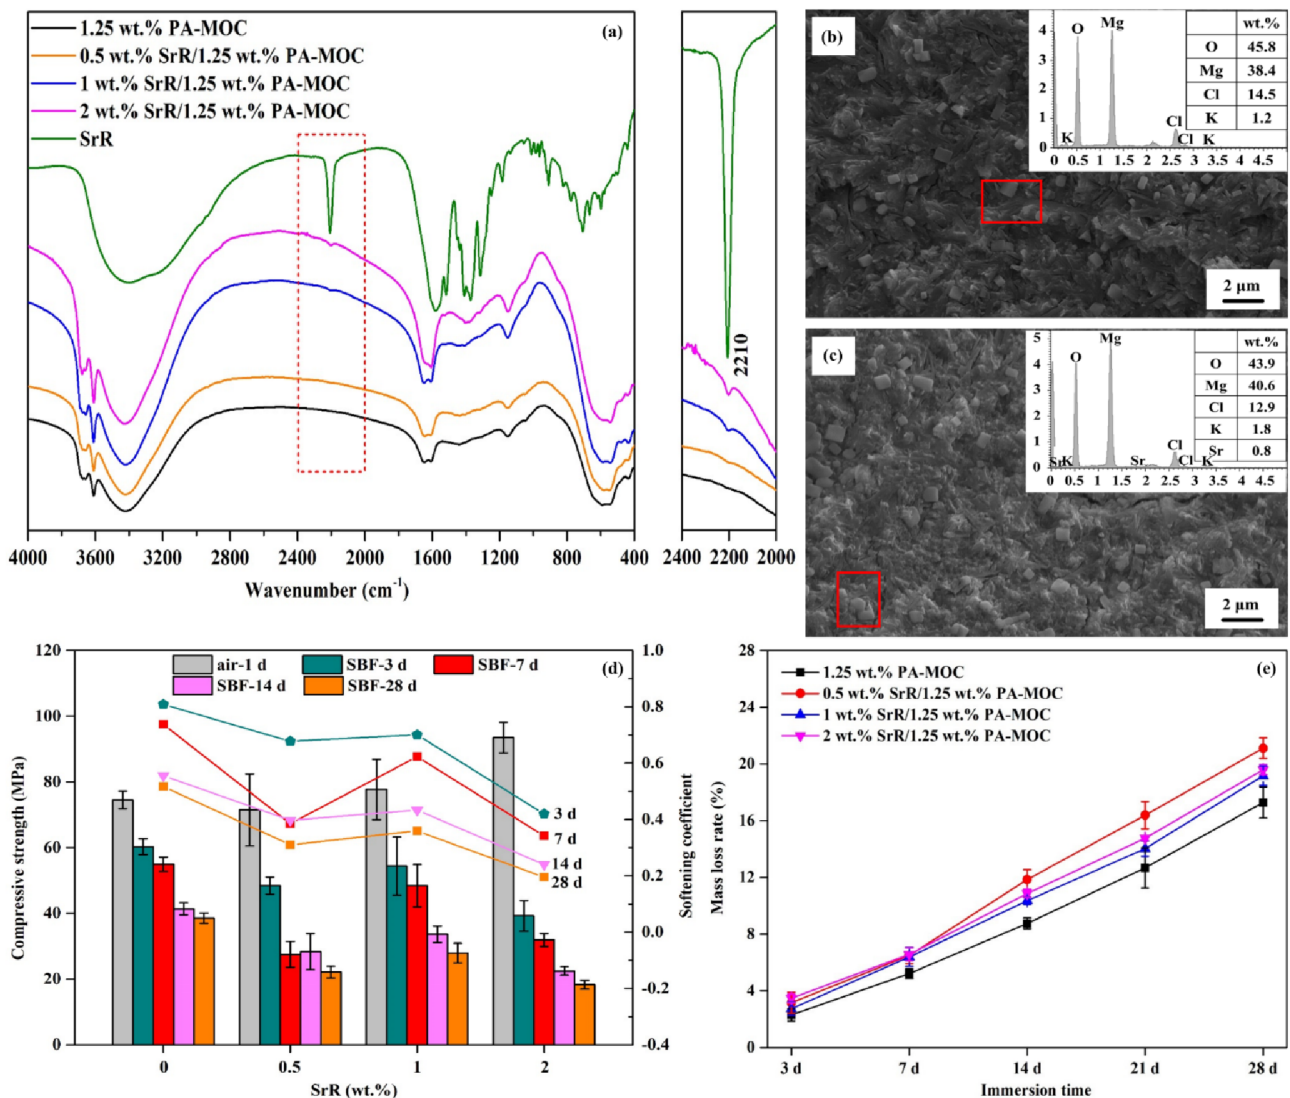 (a)
1.25 wt.% PA-MOC
0.5 wt.% SrR/1.25 wt.% PA-MOC
1 wt.% SrR/1.25 wt.% PA-MOC
2 wt.% SrR/1.25 wt.% PA-MOC
SrR
2210
4000 3600 3200 2800 2400 2000 1600 1200 800 400
2400 2200 2000
Wavenumber (cm-1)
(b)
4
3
2
1
0
O
Mg
K
Cl
Cl
K
0 0.5 1 1.5 2 2.5 3 3.5 4 4.5
wt.%
O 45.8
Mg 38.4
Cl 14.5
K 1.2
2 μm
(c)
5
4
3
2
1
0
O
Mg
Sr
K
Sr
Cl
Cl
K
0 0.5 1 1.5 2 2.5 3 3.5 4 4.5
wt.%
O 43.9
Mg 40.6
Cl 12.9
K 1.8
Sr 0.8
2 μm
(d)
air-1 d
SBF-3 d
SBF-7 d
SBF-14 d
SBF-28 d
Compressive strength (MPa)
120
100
80
60
40
20
0
Softening coefficient
1.0
0.8
0.6
0.4
0.2
0.0
-0.2
-0.4
3 d
7 d
14 d
28 d
0 0.5 1 2
SrR (wt.%)
(e)
1.25 wt.% PA-MOC
0.5 wt.% SrR/1.25 wt.% PA-MOC
1 wt.% SrR/1.25 wt.% PA-MOC
2 wt.% SrR/1.25 wt.% PA-MOC
Mass loss rate (%)
28
24
20
16
12
8
4
0
3 d 7 d 14 d 21 d 28 d
Immersion time